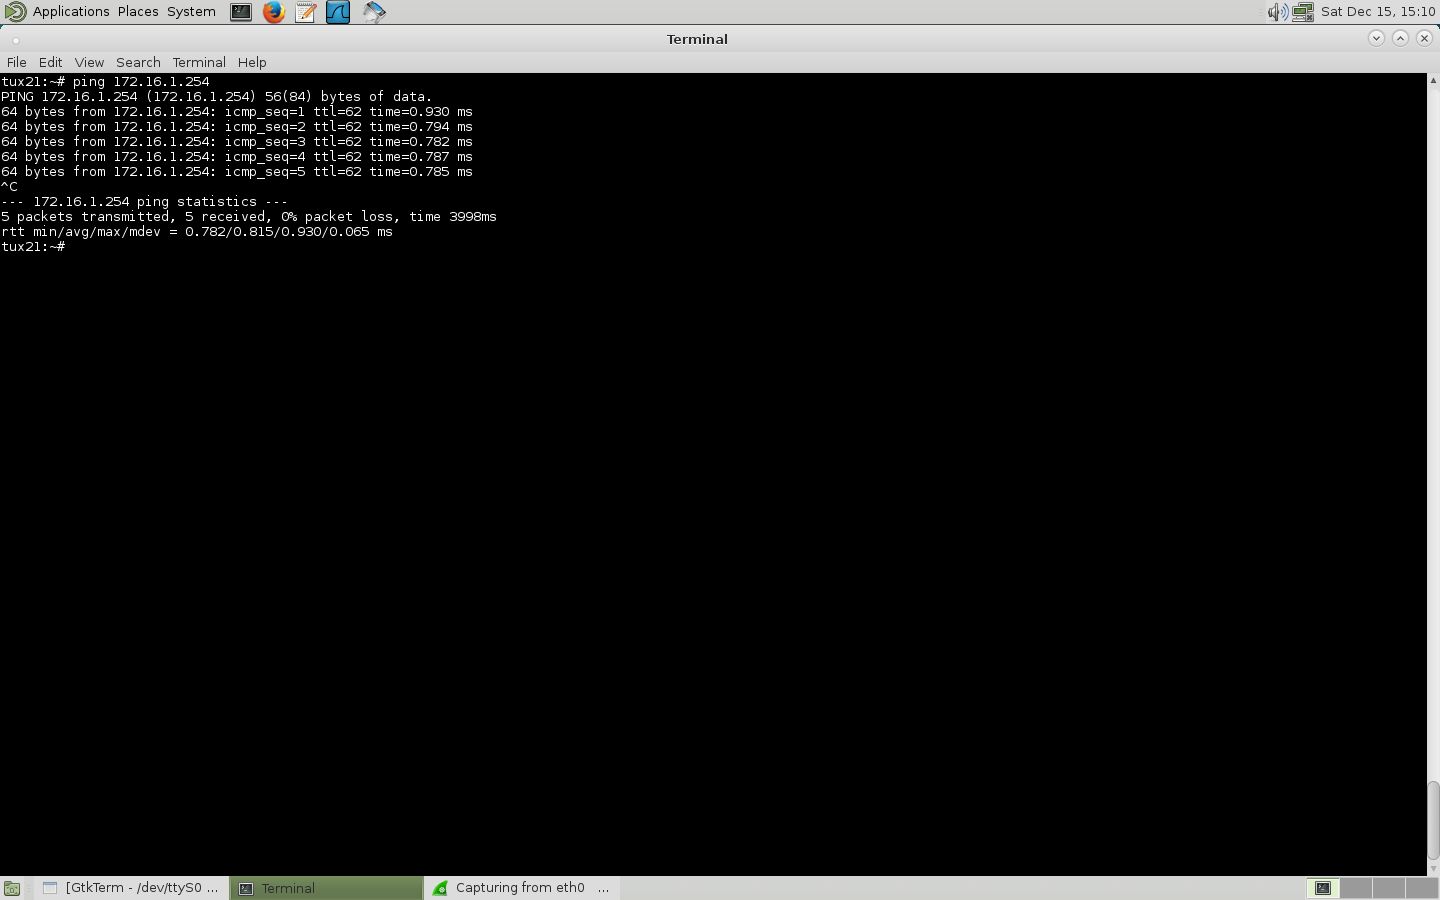 Applications Places System
Sat Dec 15, 15:10
Terminal
File Edit View Search Terminal Help
tux21:~# ping 172.16.1.254
PING 172.16.1.254 (172.16.1.254) 56(84) bytes of data.
64 bytes from 172.16.1.254: icmp_seq=1 ttl=62 time=0.930 ms
64 bytes from 172.16.1.254: icmp_seq=2 ttl=62 time=0.794 ms
64 bytes from 172.16.1.254: icmp_seq=3 ttl=62 time=0.782 ms
64 bytes from 172.16.1.254: icmp_seq=4 ttl=62 time=0.787 ms
64 bytes from 172.16.1.254: icmp_seq=5 ttl=62 time=0.785 ms
^C
--- 172.16.1.254 ping statistics ---
5 packets transmitted, 5 received, 0% packet loss, time 3998ms
rtt min/avg/max/mdev = 0.782/0.815/0.930/0.065 ms
tux21:~#
[GtkTerm - /dev/ttyS0 ...
Terminal
Capturing from eth0 ...